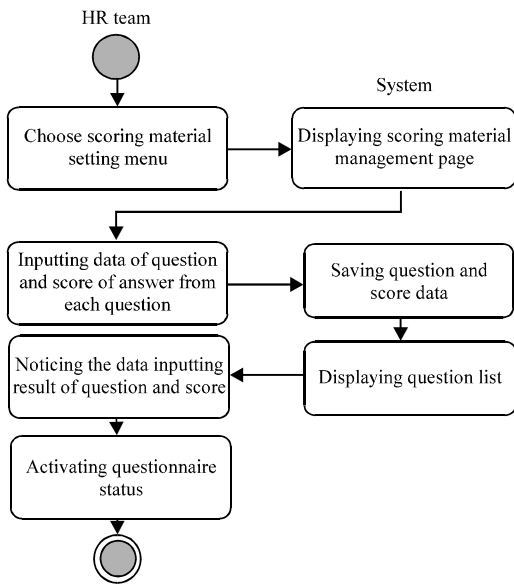 HR team
System
Choose scoring material
setting menu
Displaying scoring material
management page
Inputting data of question
and score of answer from
each question
Saving question and
score data
Noticing the data inputting
result of question and score
Displaying question list
Activating questionnaire
status